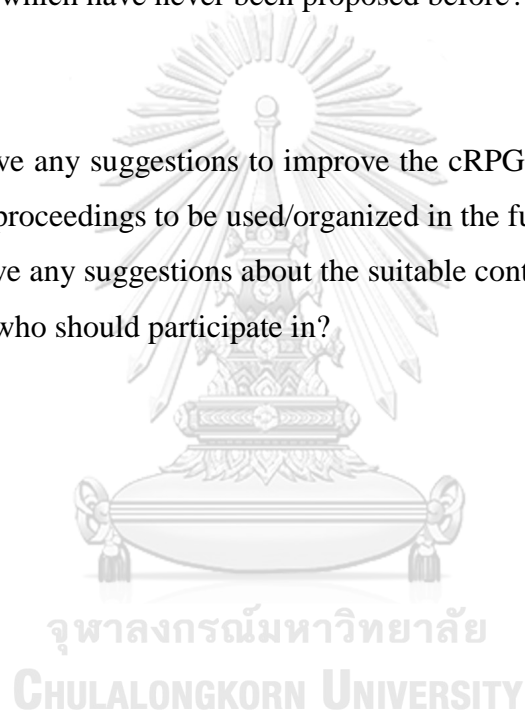 which have never been proposed before?
ve any suggestions to improve the cRPG
proceedings to be used/organized in the fu
ve any suggestions about the suitable cont
who should participate in?
จุฬาลงกรณ์มหาวิทยาลัย
CHULALONGKORN UNIVERSITY